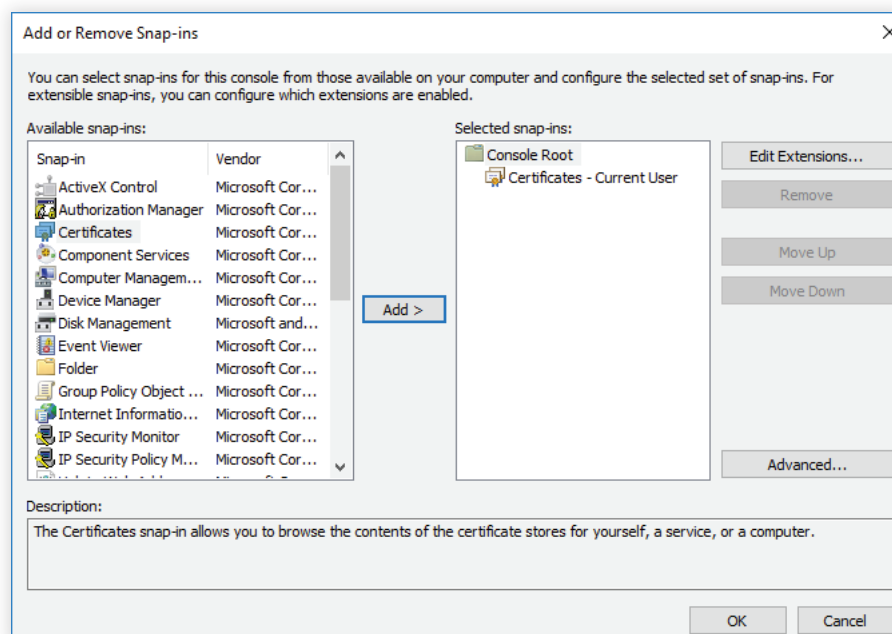 Add or Remove Snap-ins
You can select snap-ins for this console from those available on your computer and configure the selected set of snap-ins. For
extensible snap-ins, you can configure which extensions are enabled.
Available snap-ins:
Selected snap-ins:
Snap-in Vendor
ActiveX Control Microsoft Cor...
Authorization Manager Microsoft Cor...
Certificates Microsoft Cor...
Component Services Microsoft Cor...
Computer Managem... Microsoft Cor...
Device Manager Microsoft Cor...
Disk Management Microsoft and...
Event Viewer Microsoft Cor...
Folder Microsoft Cor...
Group Policy Object ... Microsoft Cor...
Internet Informatio... Microsoft Cor...
IP Security Monitor Microsoft Cor...
IP Security Policy M... Microsoft Cor...
Add >
Console Root
Certificates - Current User
Edit Extensions...
Remove
Move Up
Move Down
Advanced...
Description:
The Certificates snap-in allows you to browse the contents of the certificate stores for yourself, a service, or a computer.
OK
Cancel